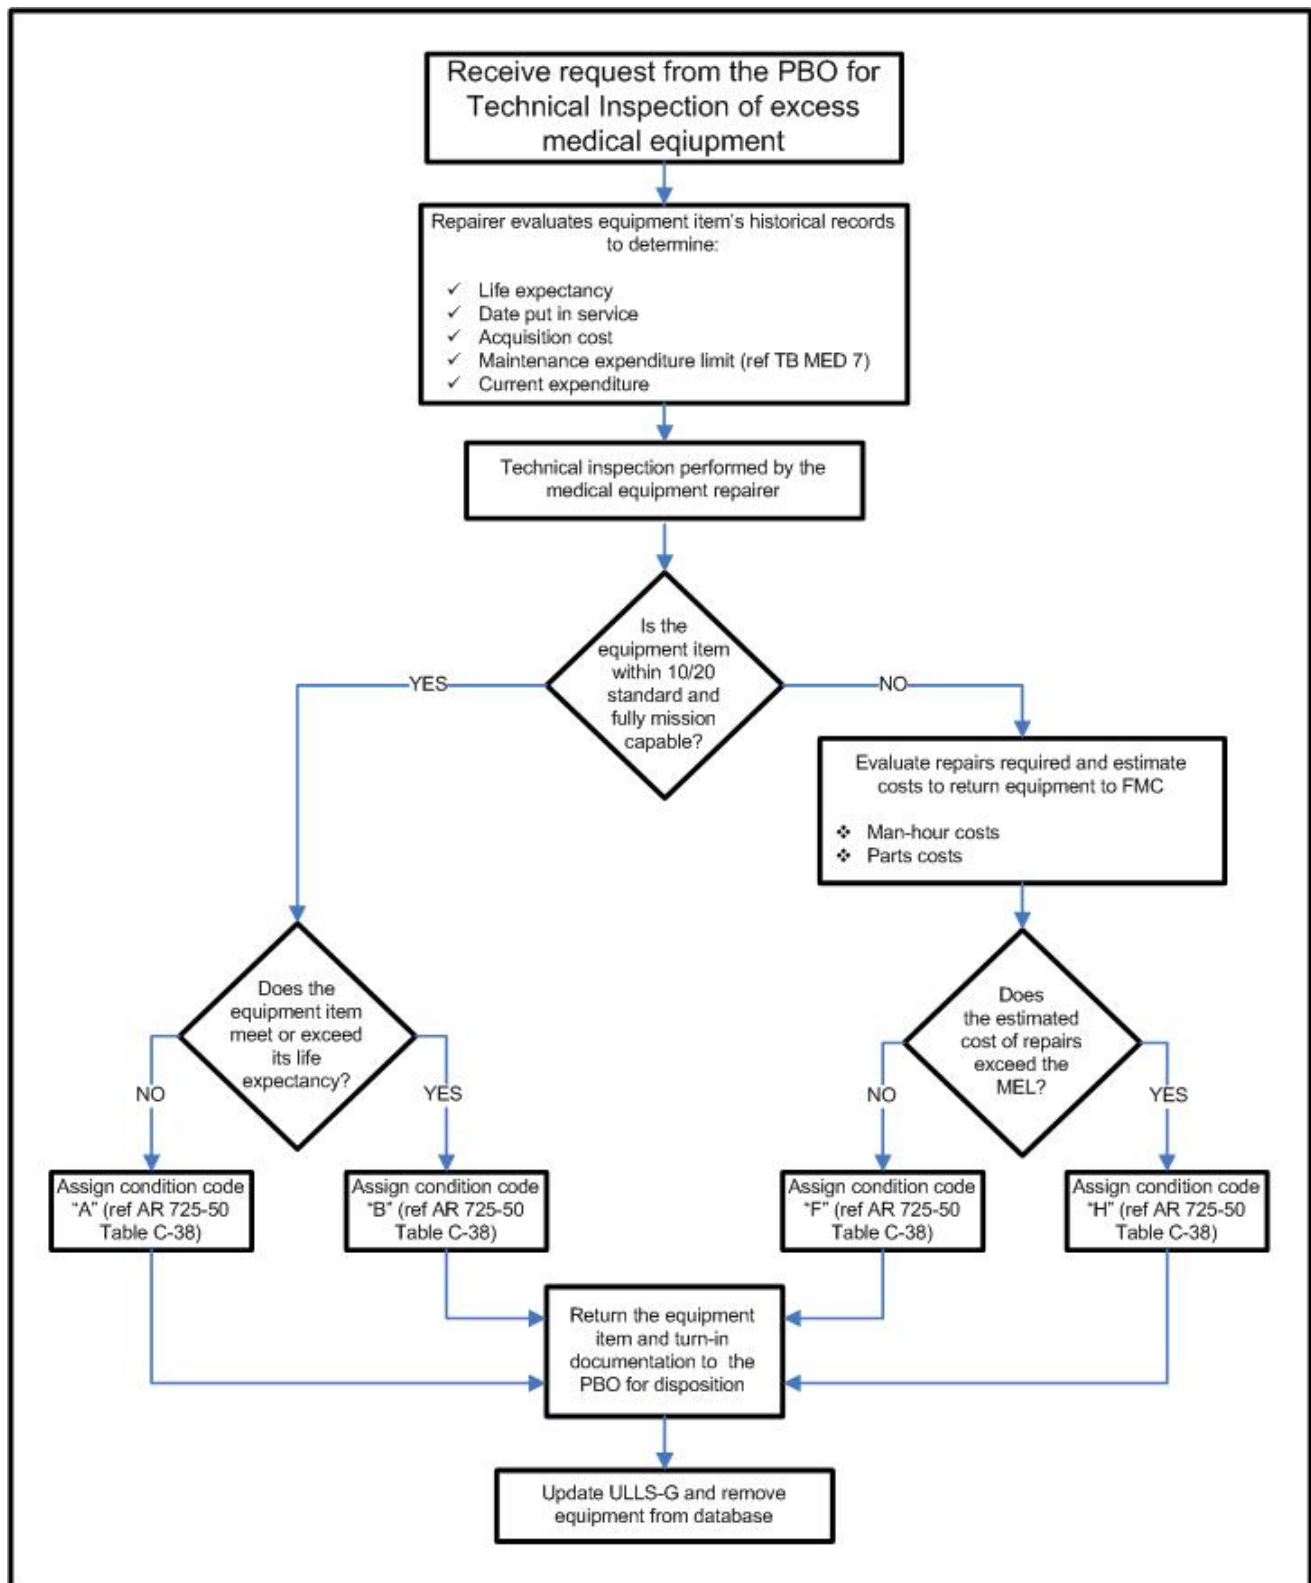 Receive request from the PBO for
Technical Inspection of excess
medical eqiupment
Repairer evaluates equipment item's historical records
to determine:
✓ Life expectancy
✓ Date put in service
✓ Acquisition cost
✓ Maintenance expenditure limit (ref TB MED 7)
✓ Current expenditure
Technical inspection performed by the
medical equipment repairer
Is the
equipment item
within 10/20
standard and
fully mission
capable?
YES
NO
Evaluate repairs required and estimate
costs to return equipment to FMC
❖ Man-hour costs
❖ Parts costs
Does the
equipment item
meet or exceed
its life
expectancy?
NO
YES
Does
the estimated
cost of repairs
exceed the
MEL?
NO
YES
Assign condition code
"A" (ref AR 725-50
Table C-38)
Assign condition code
"B" (ref AR 725-50
Table C-38)
Assign condition code
"F" (ref AR 725-50
Table C-38)
Assign condition code
"H" (ref AR 725-50
Table C-38)
Return the equipment
item and turn-in
documentation to the
PBO for disposition
Update ULLS-G and remove
equipment from database